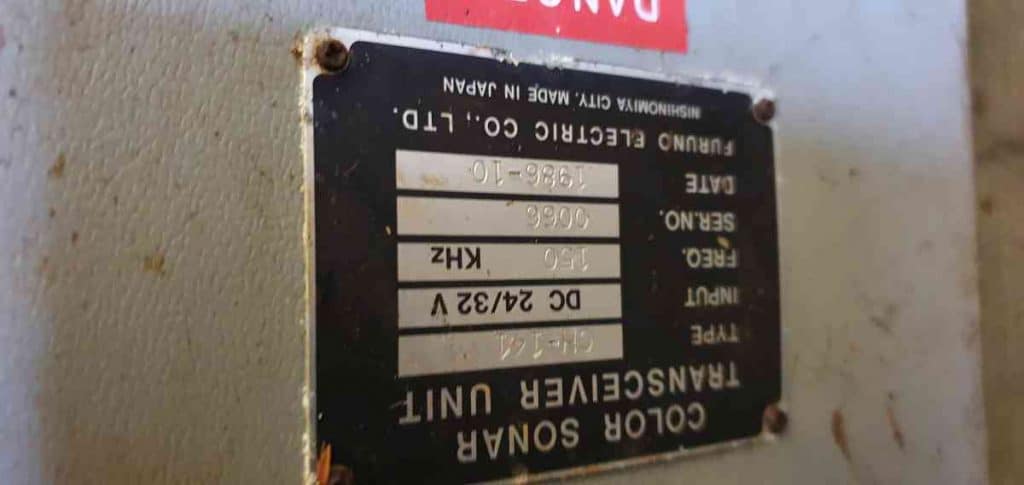 COLOR SONAR
TRANSCEIVER UNIT
TYPE CH-141
INPUT DC 24/32 V
FREQ. 150 KHz
SER.NO. 0066
DATE 1986-10
FURUNO ELECTRIC CO., LTD.
NISHINOMIYA CITY, MADE IN JAPAN